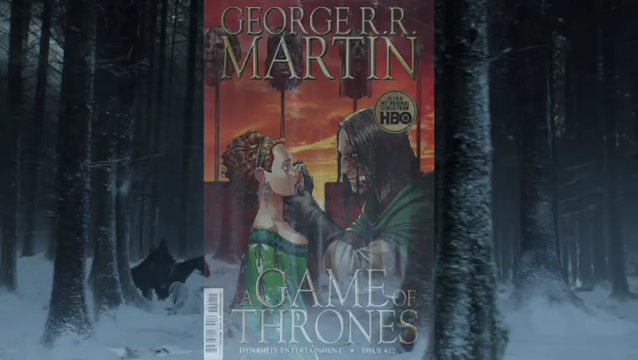 GEORGE R.R.
MARTIN
HBO
A GAME OF
THRONES
DYNAMITE ENTERTAINMENT